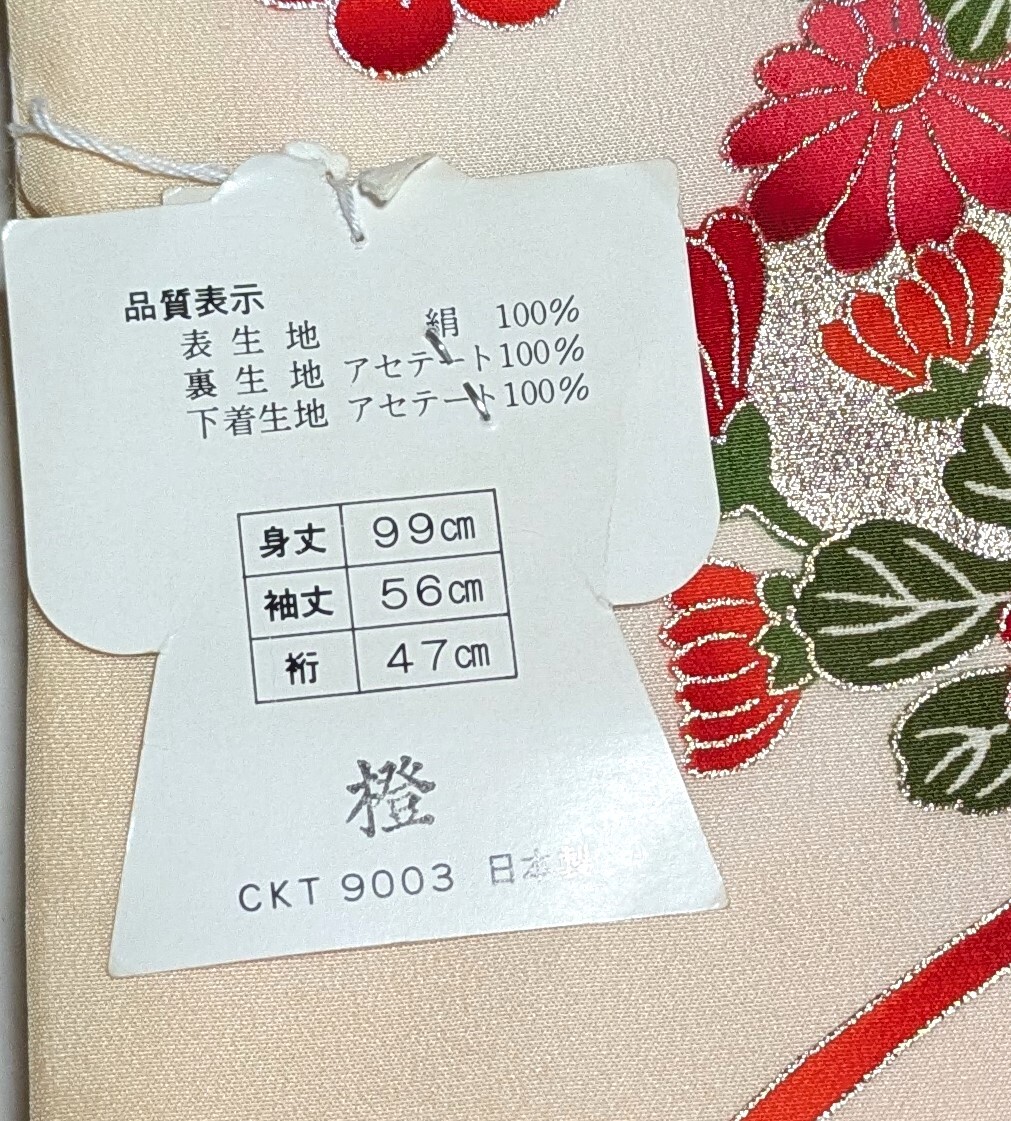 品質表示
表生地 絹 100%
裏生地 アセテート100%
下着生地 アセテート100%
身丈 99cm
袖丈 56cm
裄 47cm
橙
CKT 9003 日本製